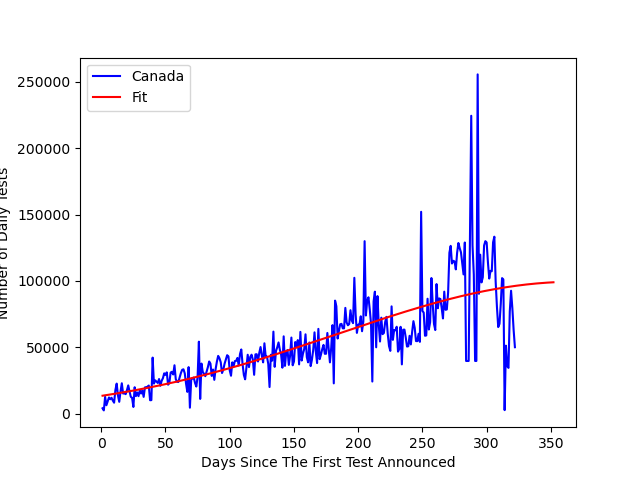 Canada
Fit
250000
200000
150000
100000
50000
0
Number of Daily Tests
0 50 100 150 200 250 300 350
Days Since The First Test Announced